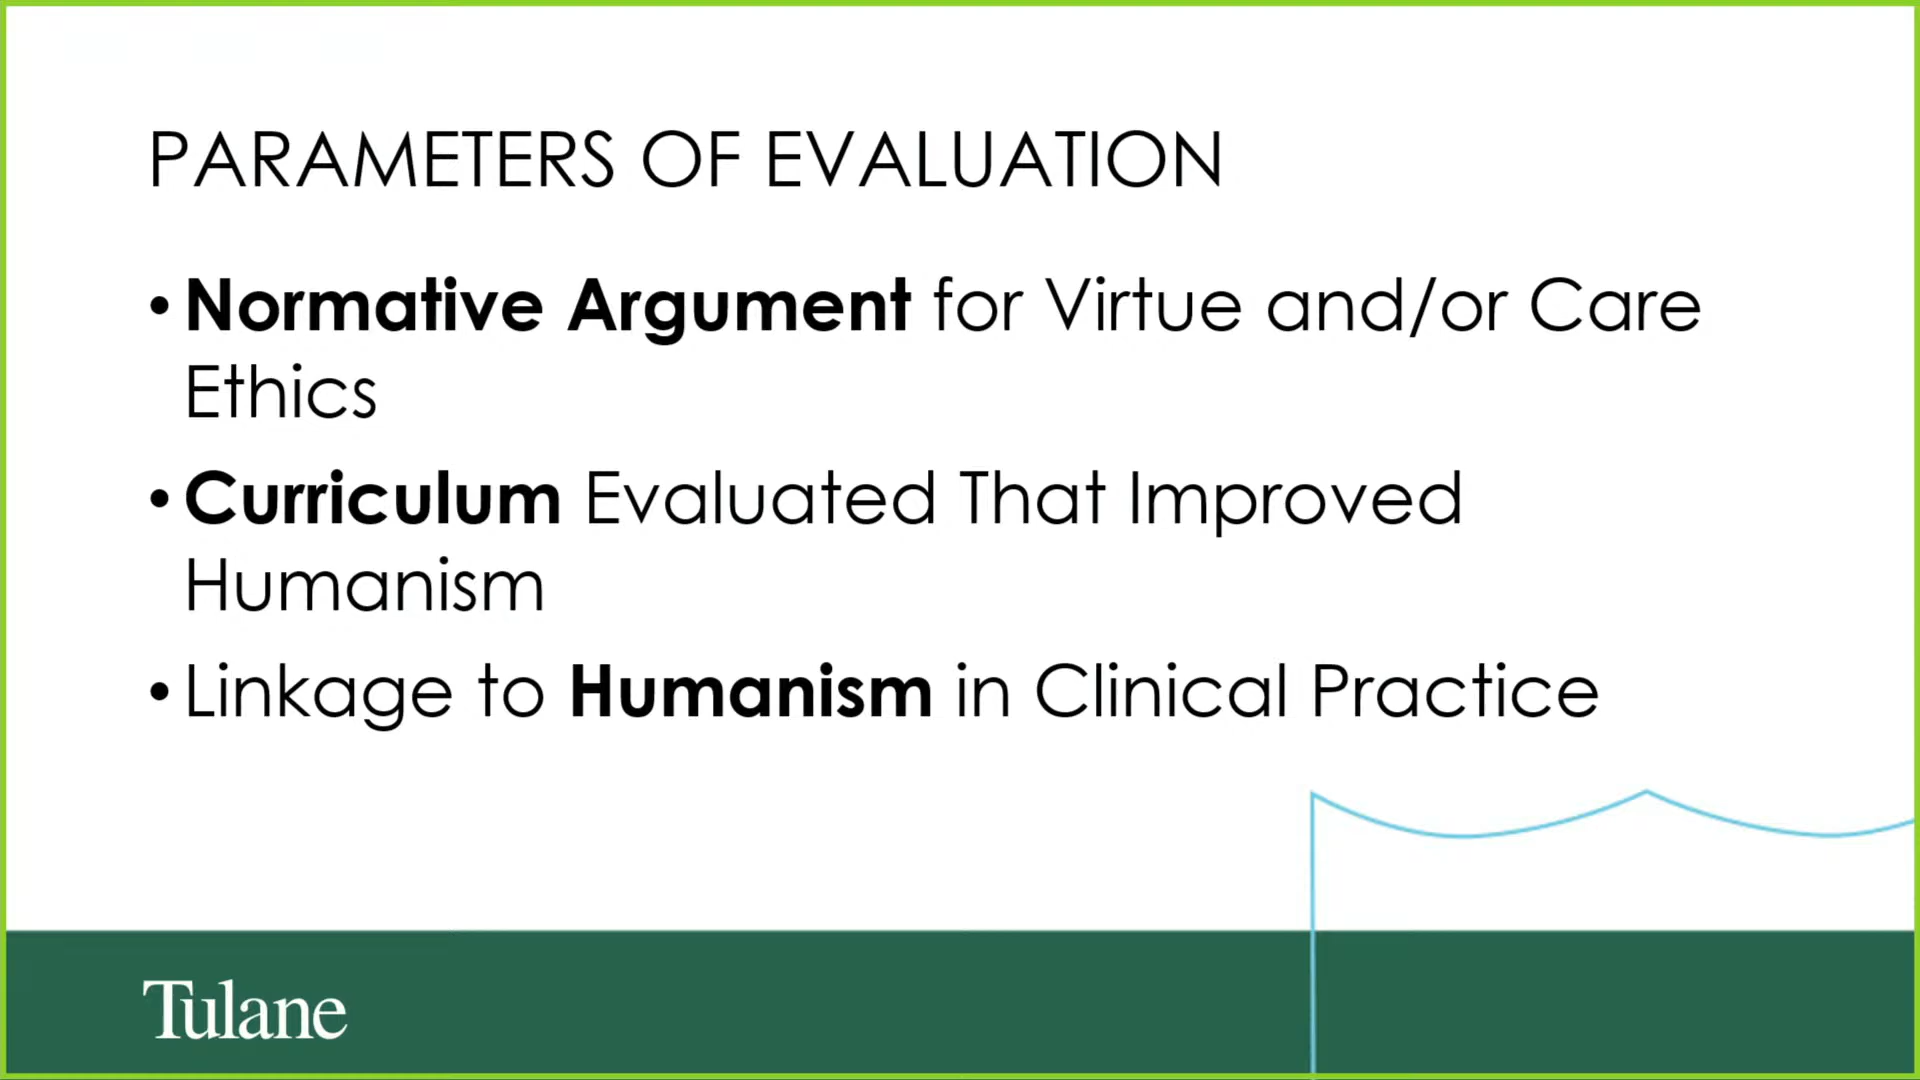 PARAMETERS OF EVALUATION
• Normative Argument for Virtue and/or Care
Ethics
• Curriculum Evaluated That Improved
Humanism
• Linkage to Humanism in Clinical Practice
Tulane